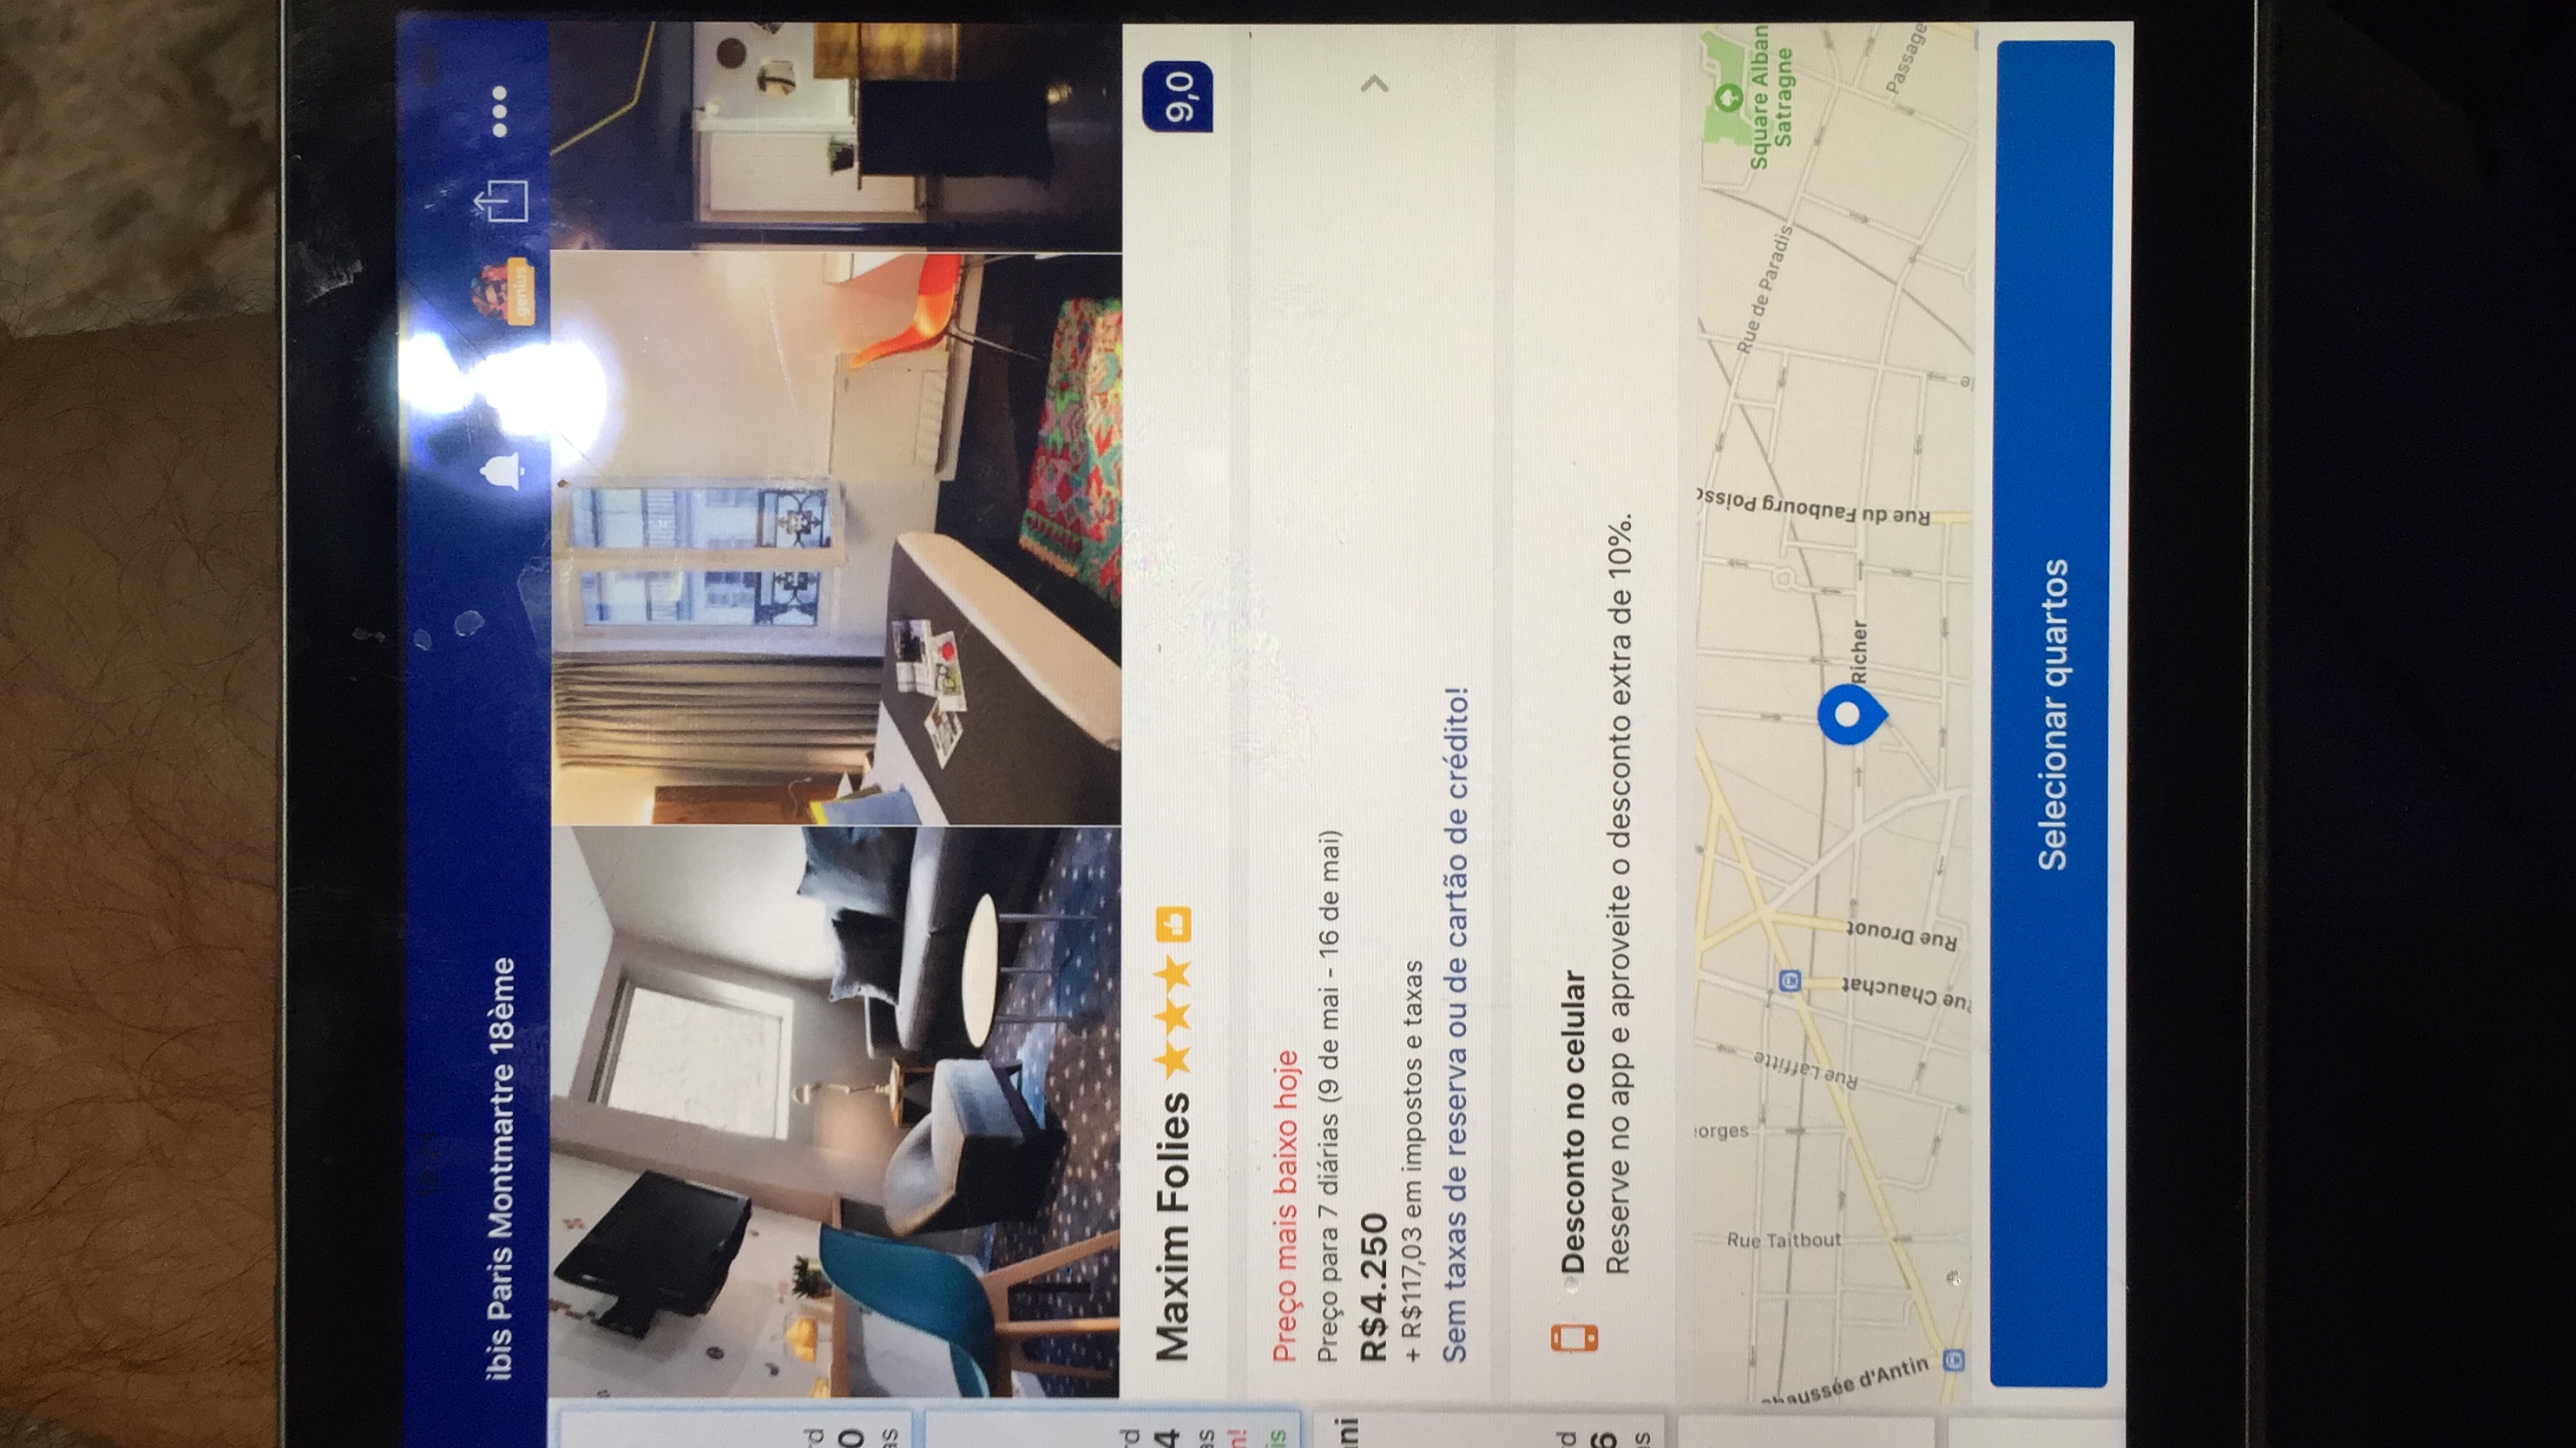 ibis Paris Montmartre 18ème
genius
rd
0
as
rd
4
as
n!
is
ani
d
6
s
Maxim Folies
9,0
Preço mais baixo hoje
Preço para 7 diárias (9 de mai - 16 de mai)
R$4.250
+ R$117,03 em impostos e taxas
Sem taxas de reserva ou de cartão de crédito!
Desconto no celular
Reserve no app e aproveite o desconto extra de 10%.
orges
Rue Taitbout
Rue Laffitte
Rue du Faubourg Poisso
Rue de Paradis
Square Alban
Satragne
aussée d'Antin
ue Chauchat
Rue Drouot
Richer
Passage
le
Selecionar quartos